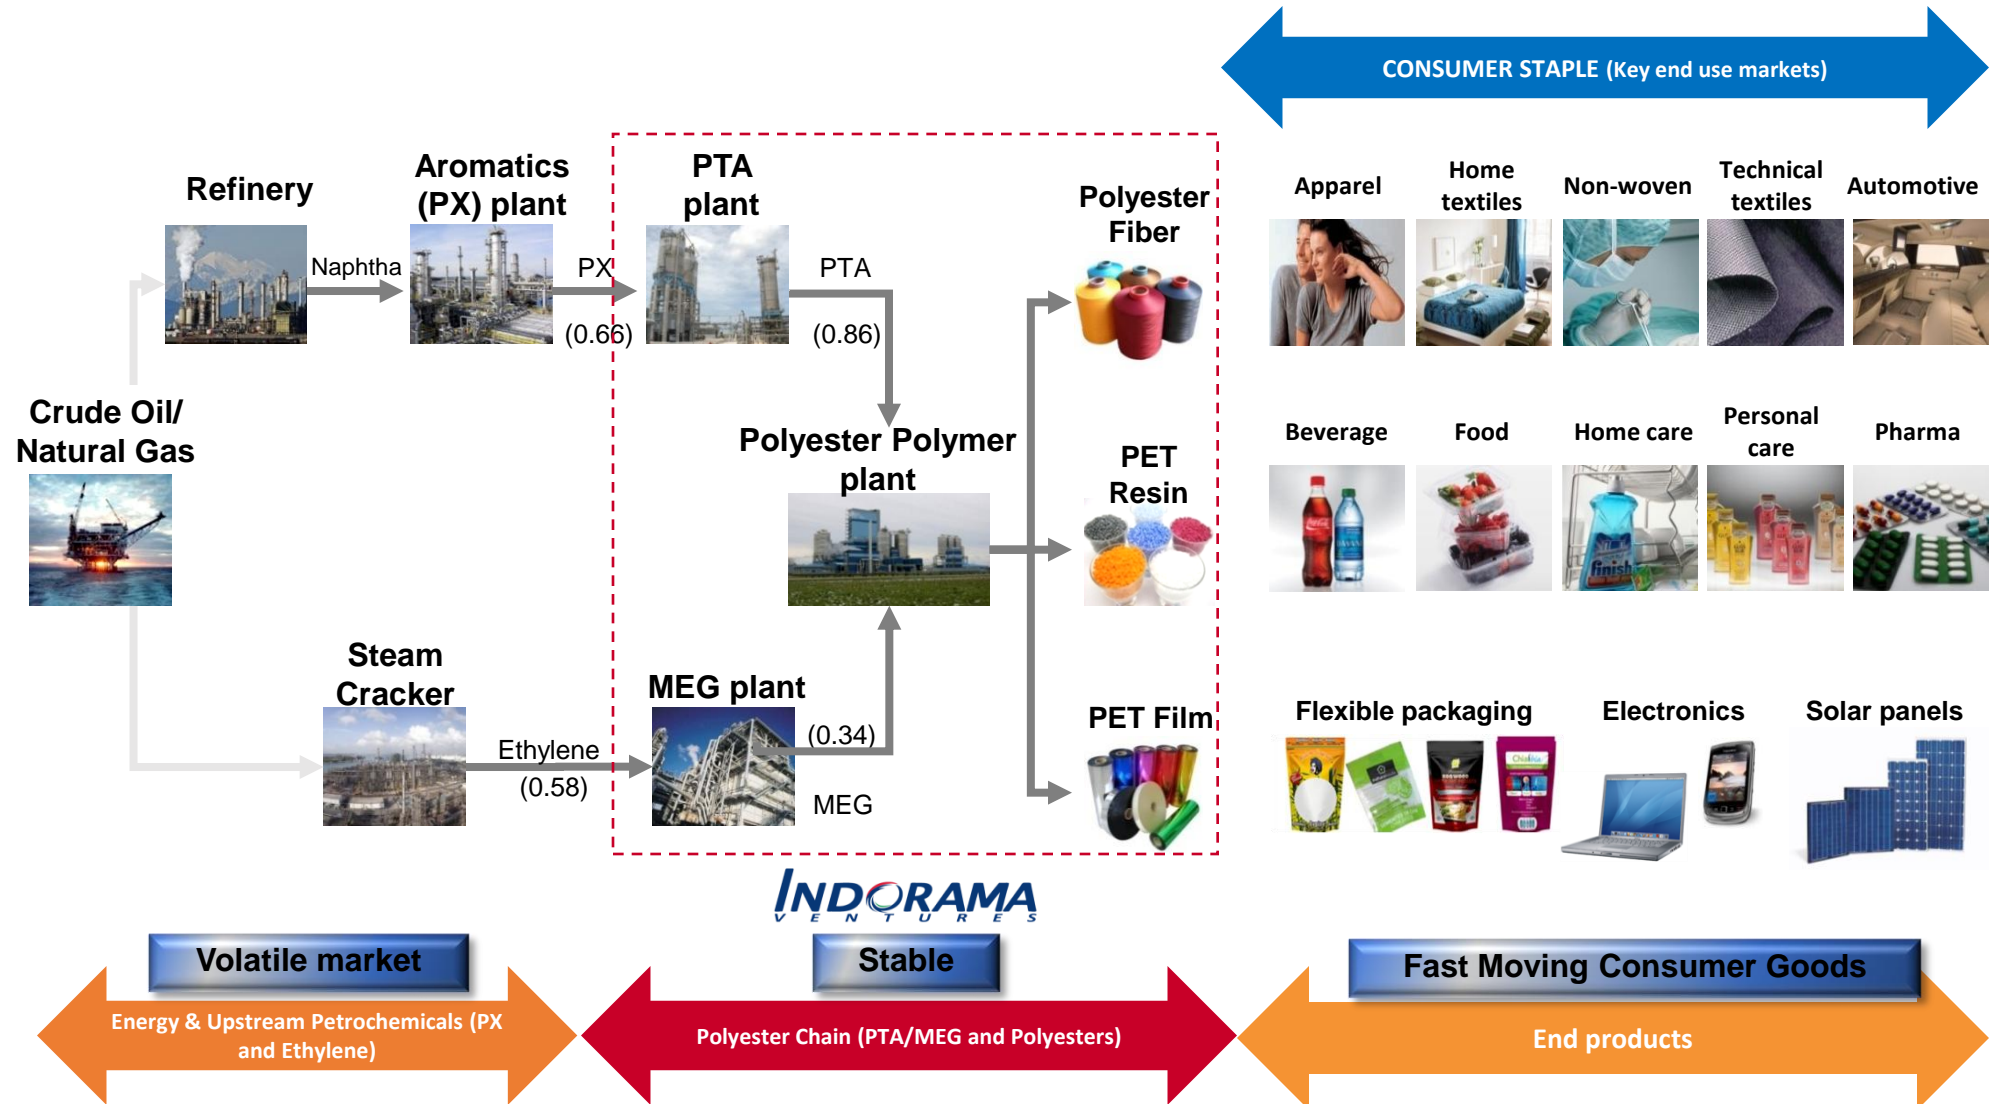 CONSUMER STAPLE (Key end use markets)
Refinery
Aromatics
(PX) plant
PTA
plant
Polyester
Fiber
Apparel
Home
textiles
Non-woven
Technical
textiles
Automotive
Naphtha
PX
(0.66)
PTA
(0.86)
Crude Oil/
Natural Gas
Polyester Polymer
plant
PET
Resin
Beverage
Food
Home care
Personal
care
Pharma
finish
Steam
Cracker
Ethylene
(0.58)
MEG plant
(0.34)
MEG
PET Film
Flexible packaging
Electronics
Solar panels
INDORAMA
VENTURES
Volatile market
Stable
Fast Moving Consumer Goods
Energy & Upstream Petrochemicals (PX
and Ethylene)
Polyester Chain (PTA/MEG and Polyesters)
End products